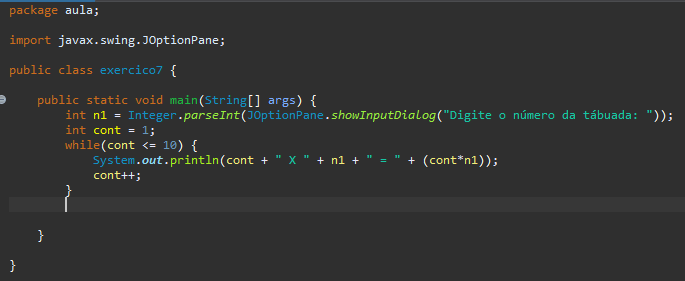 package aula;
import javax.swing.JOptionPane;
public class exercico7 {
public static void main(String[] args) {
int n1 = Integer.parseInt(JOptionPane.showInputDialog("Digite o número da tábuada: "));
int cont = 1;
while(cont <= 10) {
System.out.println(cont + " X " + n1 + " = " + (cont*n1));
cont++;
}
}
}